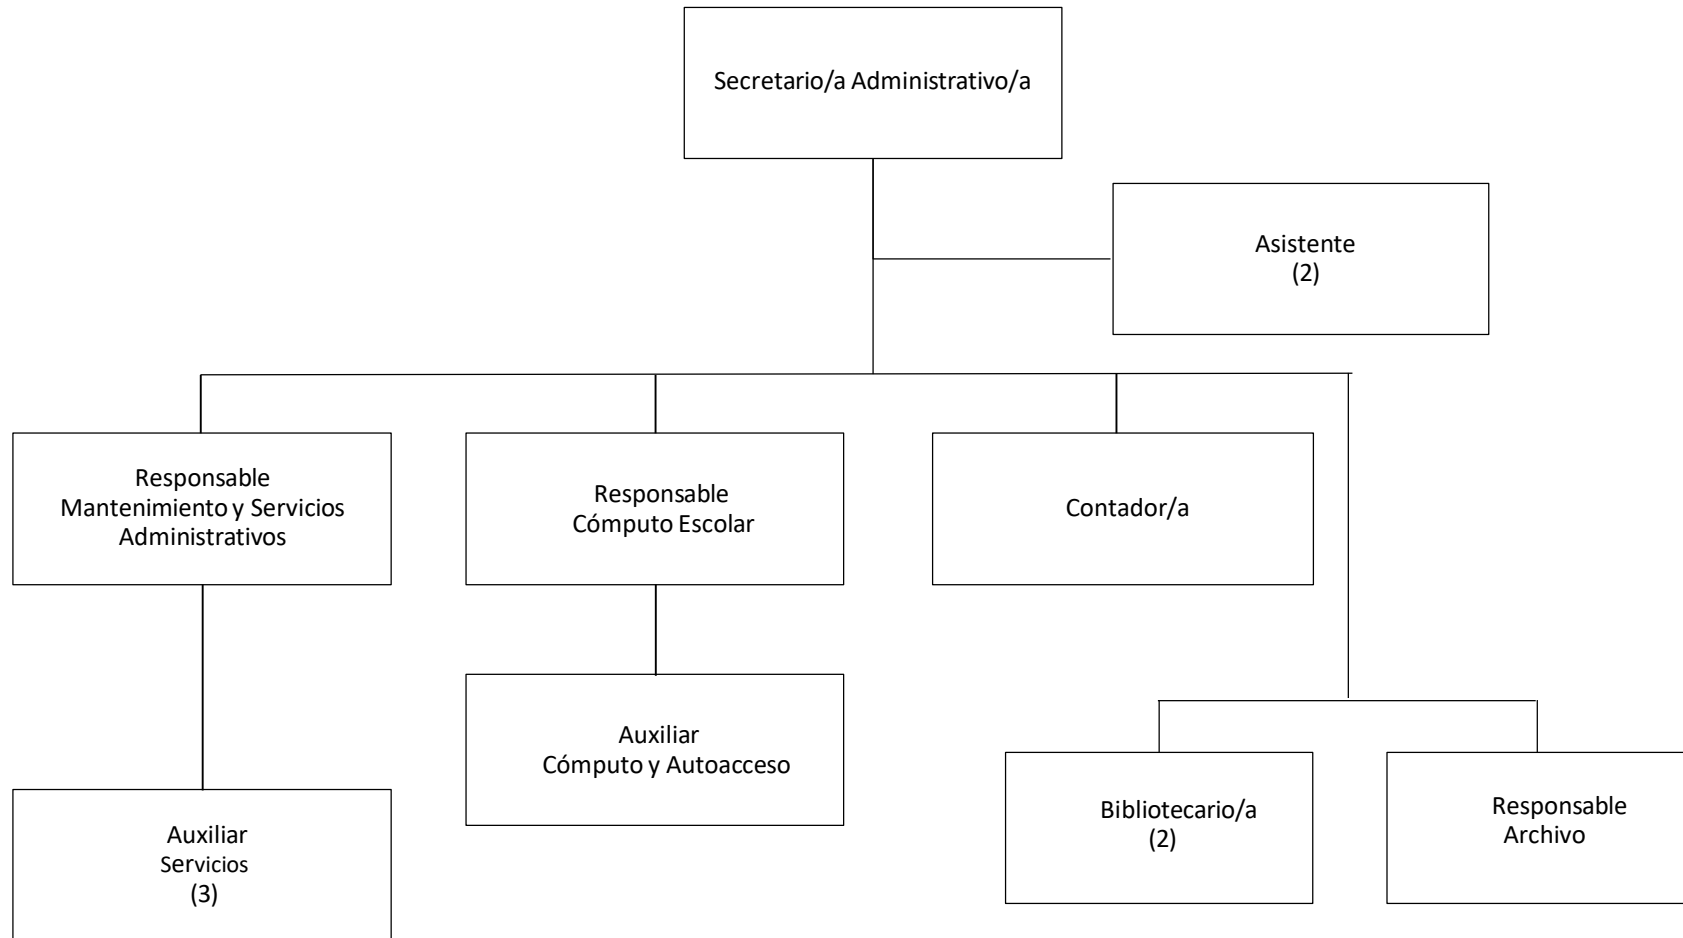 Secretario/a Administrativo/a
Asistente
(2)
Responsable
Mantenimiento y Servicios
Administrativos
Responsable
Cómputo Escolar
Contador/a
Auxiliar
Cómputo y Autoacceso
Auxiliar
Servicios
(3)
Bibliotecario/a
(2)
Responsable
Archivo